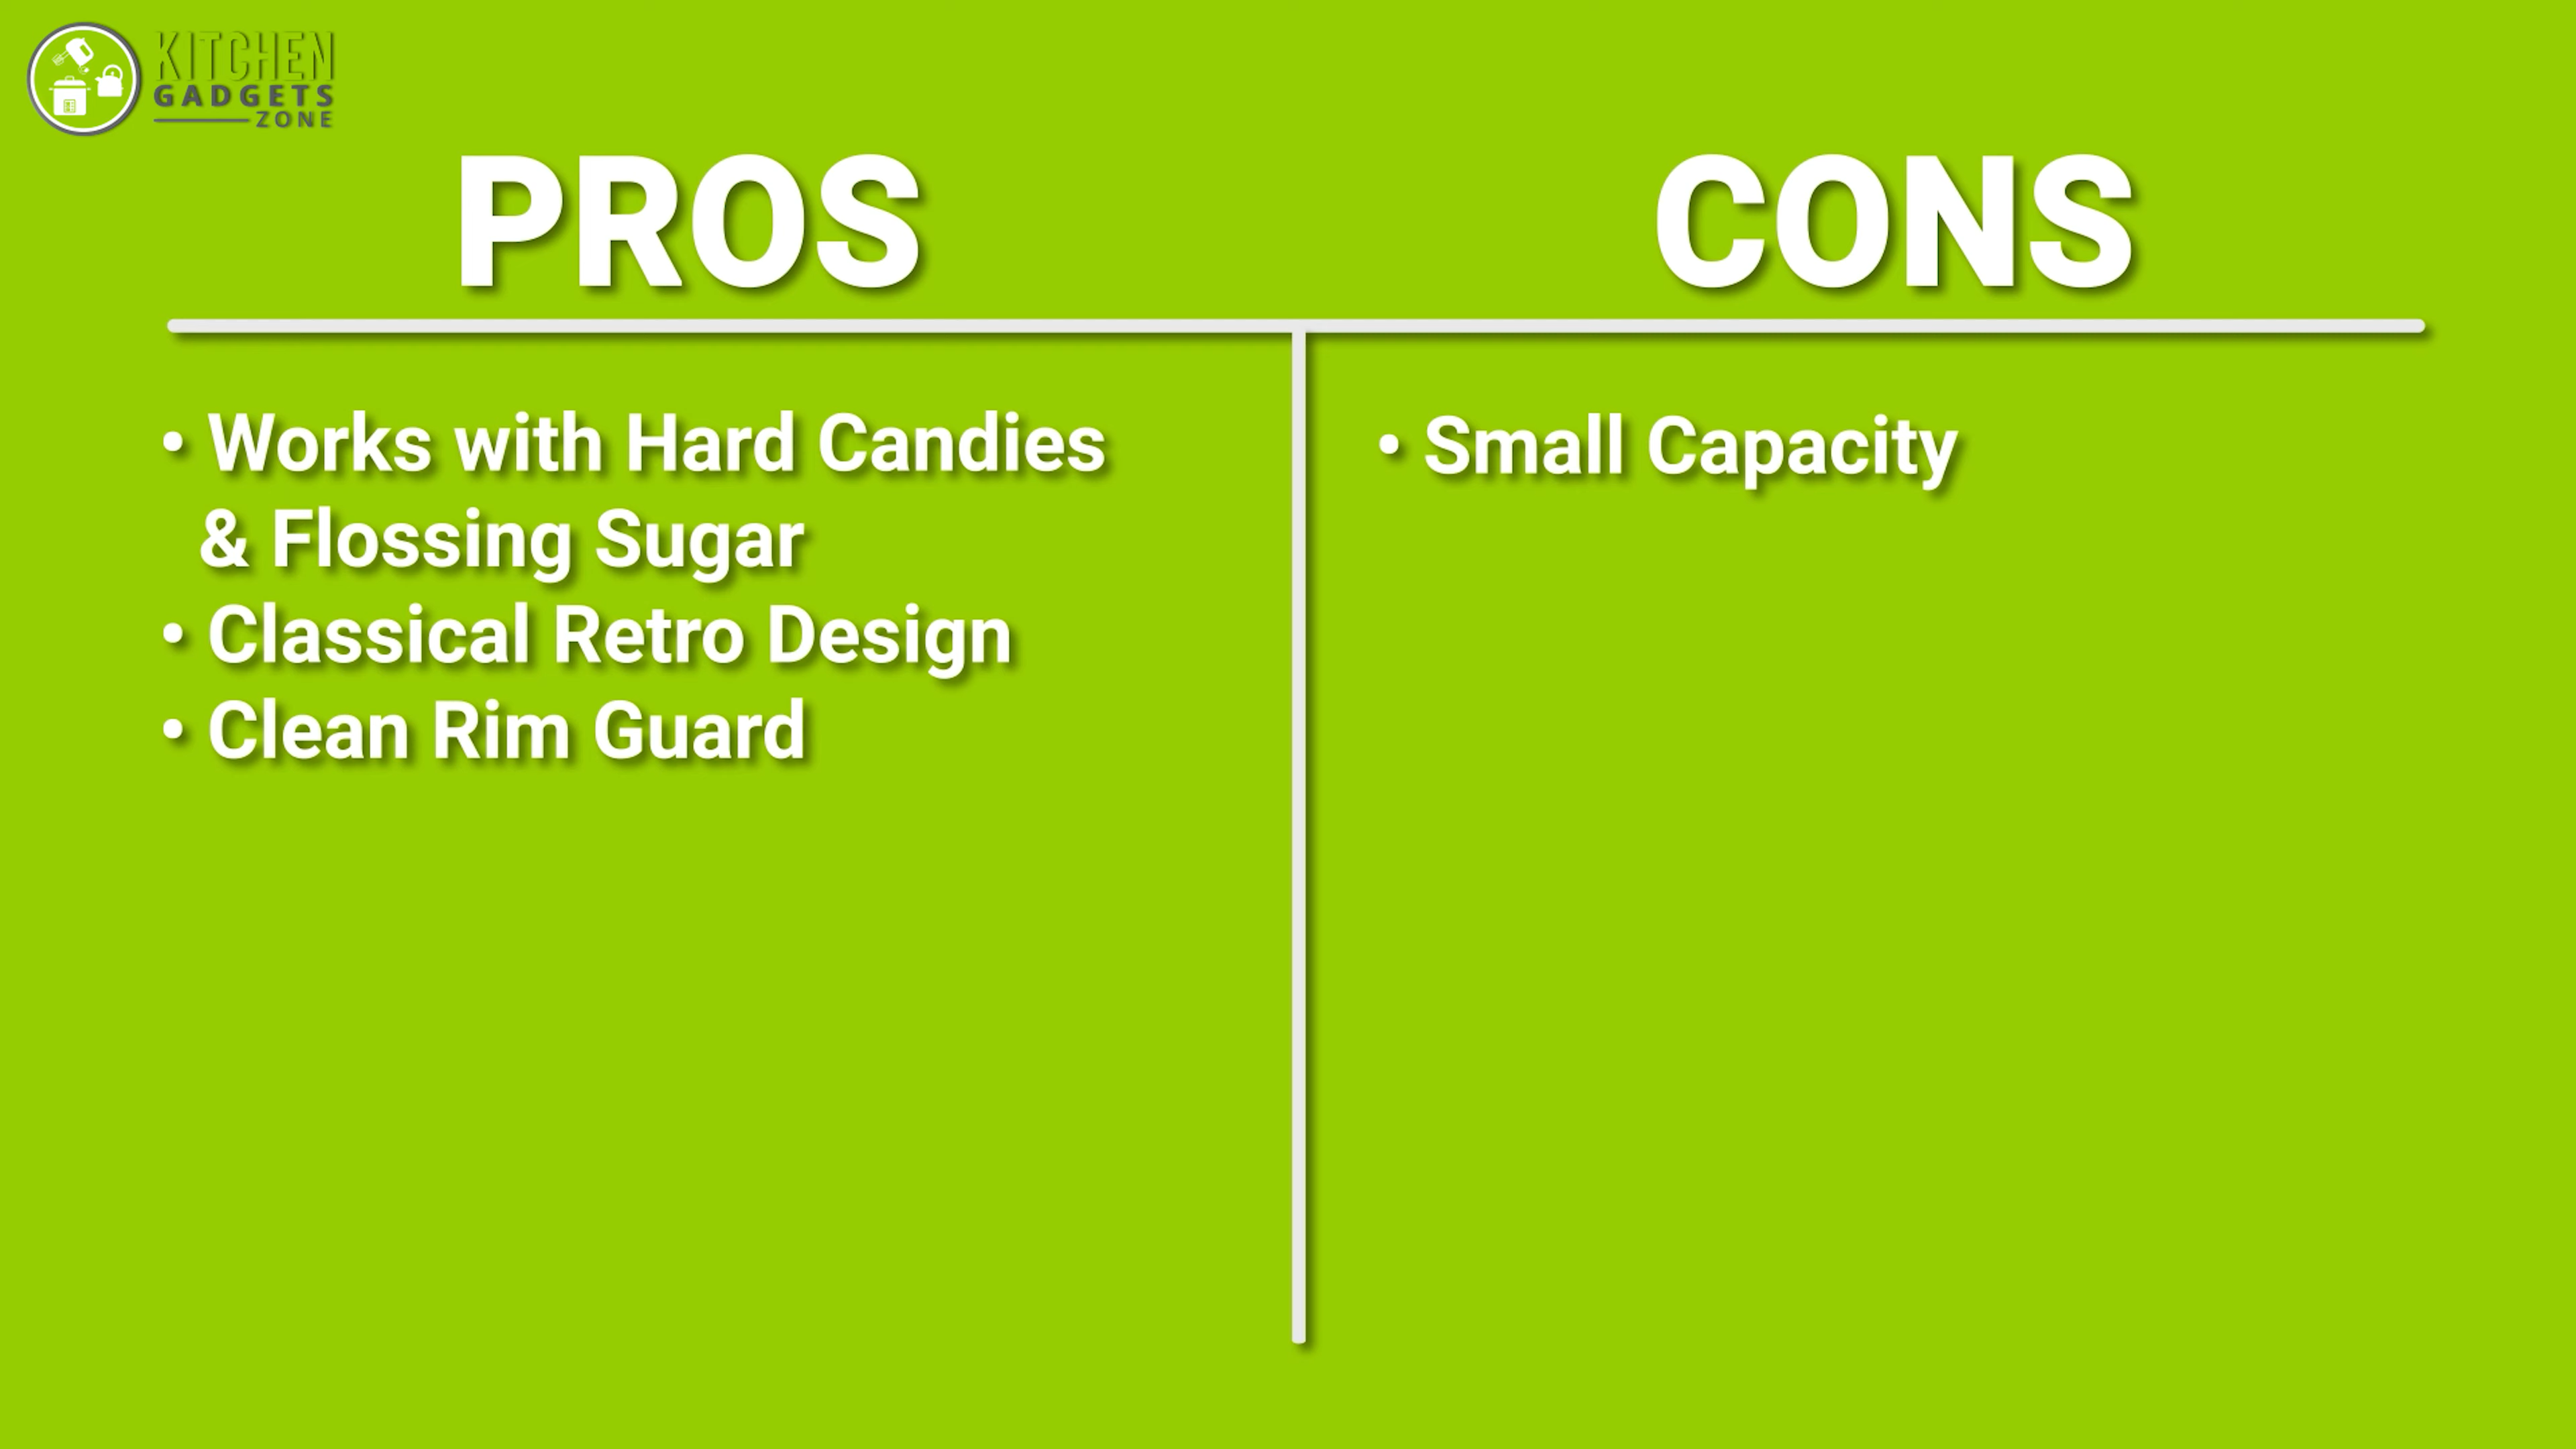 KITCHEN
GADGETS
ZONE
PROS
CONS
• Works with Hard Candies
& Flossing Sugar
• Classical Retro Design
• Clean Rim Guard
• Small Capacity